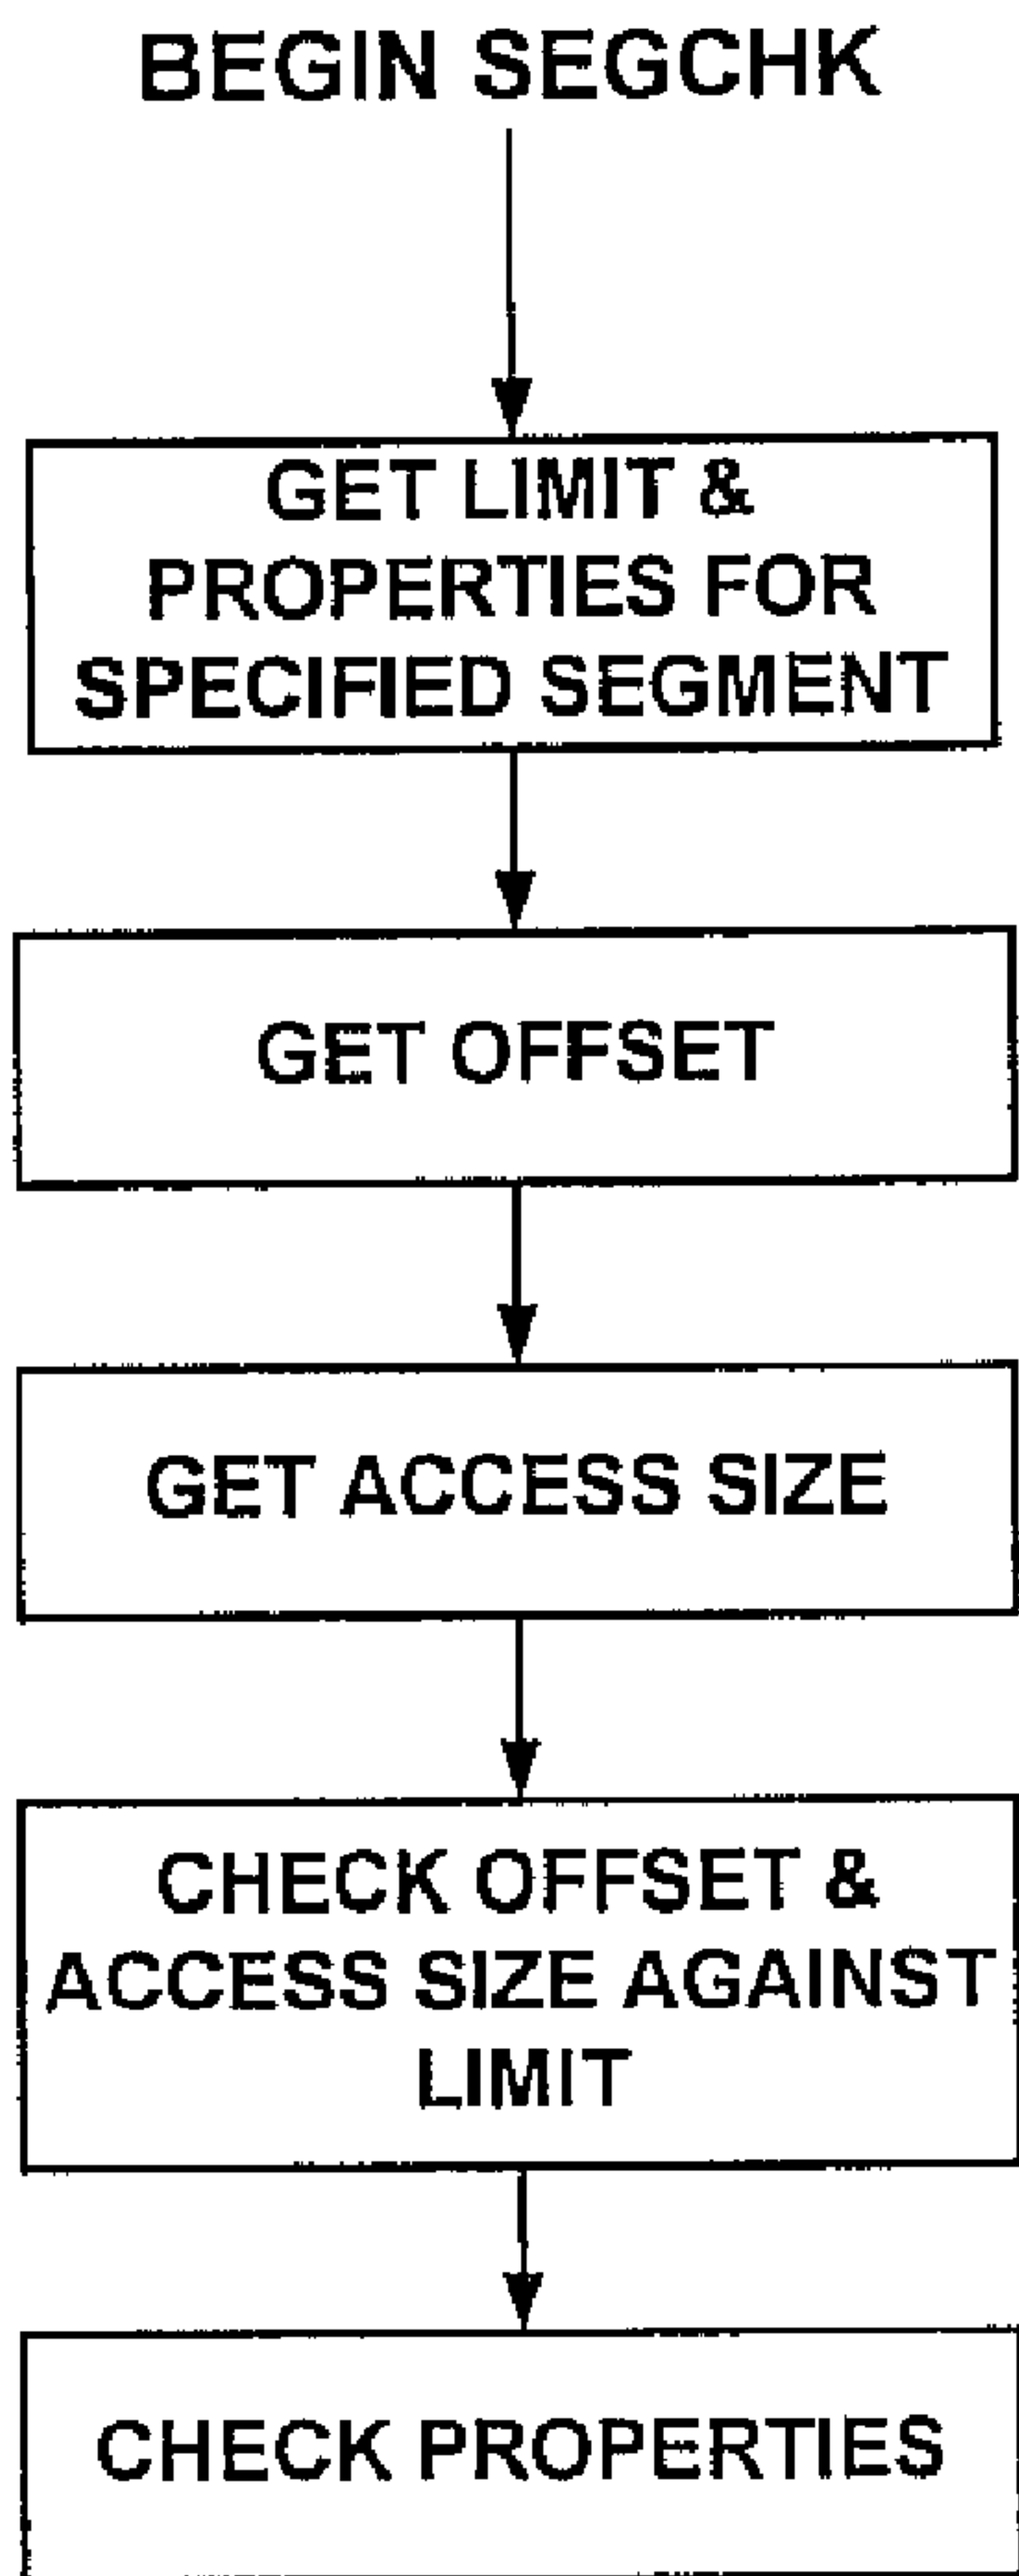 BEGIN SEGCHK
GET LIMIT &
PROPERTIES FOR
SPECIFIED SEGMENT
GET OFFSET
GET ACCESS SIZE
CHECK OFFSET &
ACCESS SIZE AGAINST
LIMIT
CHECK PROPERTIES